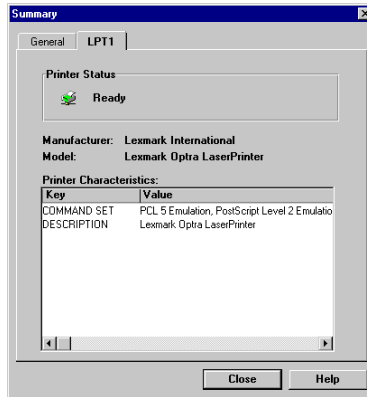 Summary
General LPT1
Printer Status
Ready
Manufacturer: Lexmark International
Model: Lexmark Optra LaserPrinter
Printer Characteristics:
Key Value
COMMAND SET PCL 5 Emulation, PostScript Level 2 Emulatio
DESCRIPTION Lexmark Optra LaserPrinter
Close Help